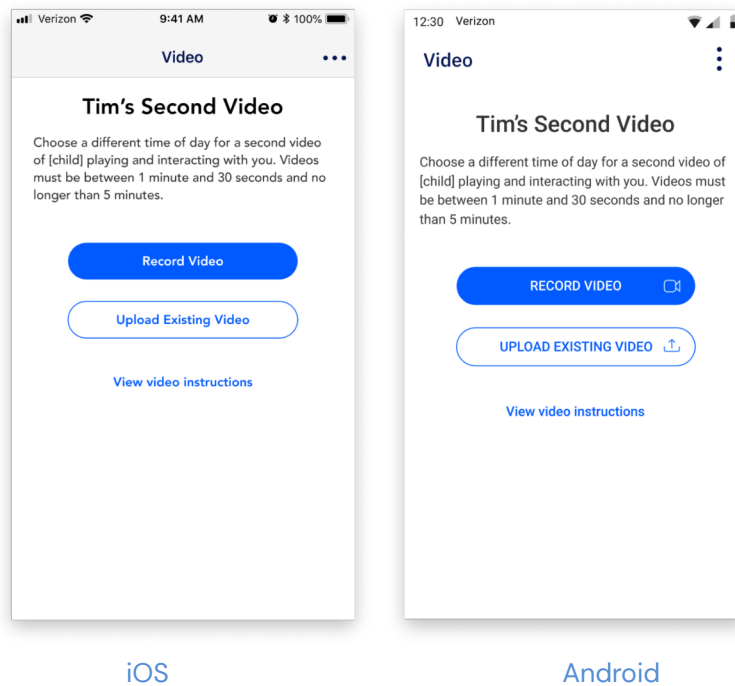 Verizon 9:41 AM 100%
Video
Tim's Second Video
Choose a different time of day for a second video
of [child] playing and interacting with you. Videos
must be between 1 minute and 30 seconds and no
longer than 5 minutes.
Record Video
Upload Existing Video
View video instructions
iOS
12:30 Verizon
Video
Tim's Second Video
Choose a different time of day for a second video of
[child] playing and interacting with you. Videos must
be between 1 minute and 30 seconds and no longer
than 5 minutes.
RECORD VIDEO
UPLOAD EXISTING VIDEO
View video instructions
Android